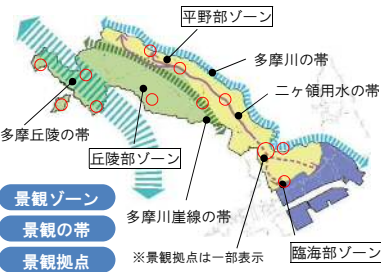 平野部ゾーン
多摩川の帯
二ヶ領用水の帯
多摩丘陵の帯
丘陵部ゾーン
景観ゾーン
多摩川崖線の帯
景観の帯
景観拠点
※景観拠点は一部表示
臨海部ゾーン